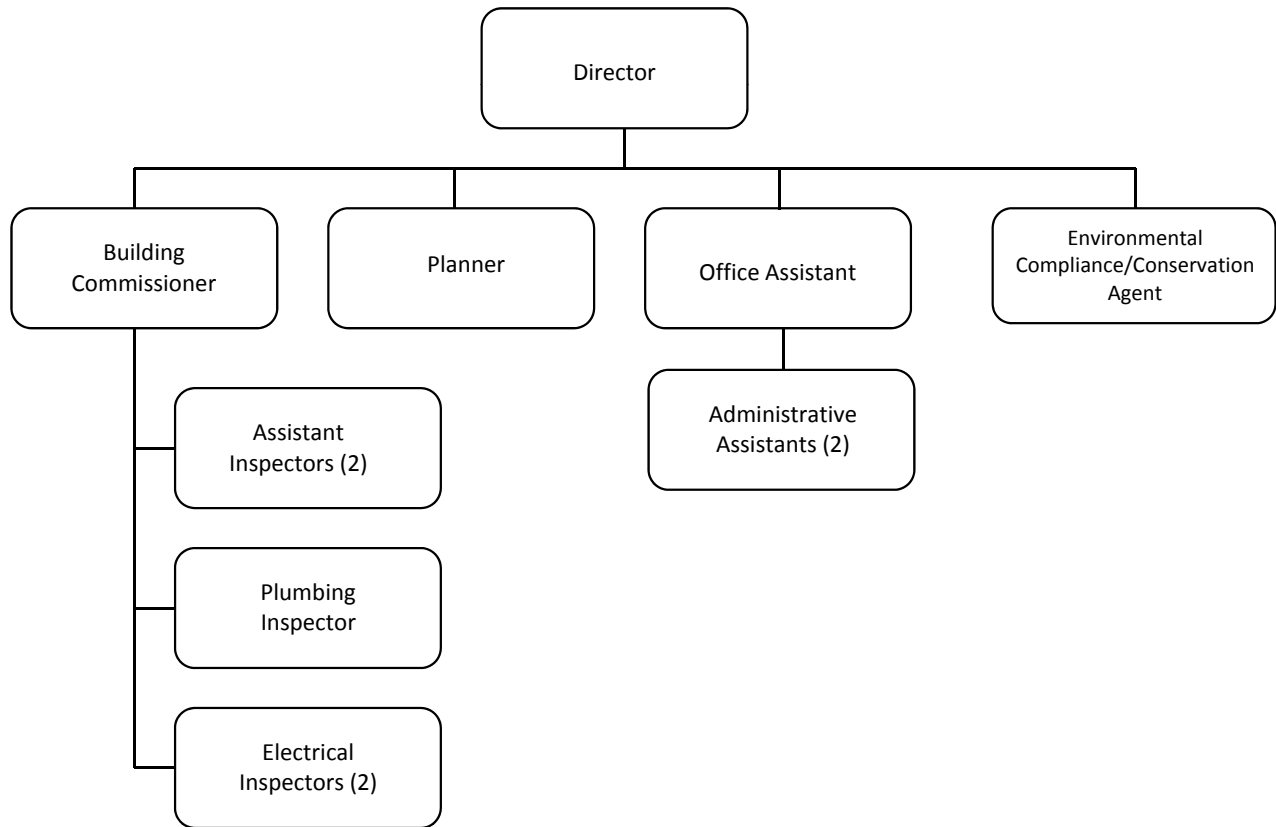 Director
Building
Commissioner
Planner
Office Assistant
Environmental
Compliance/Conservation
Agent
Assistant
Inspectors (2)
Administrative
Assistants (2)
Plumbing
Inspector
Electrical
Inspectors (2)